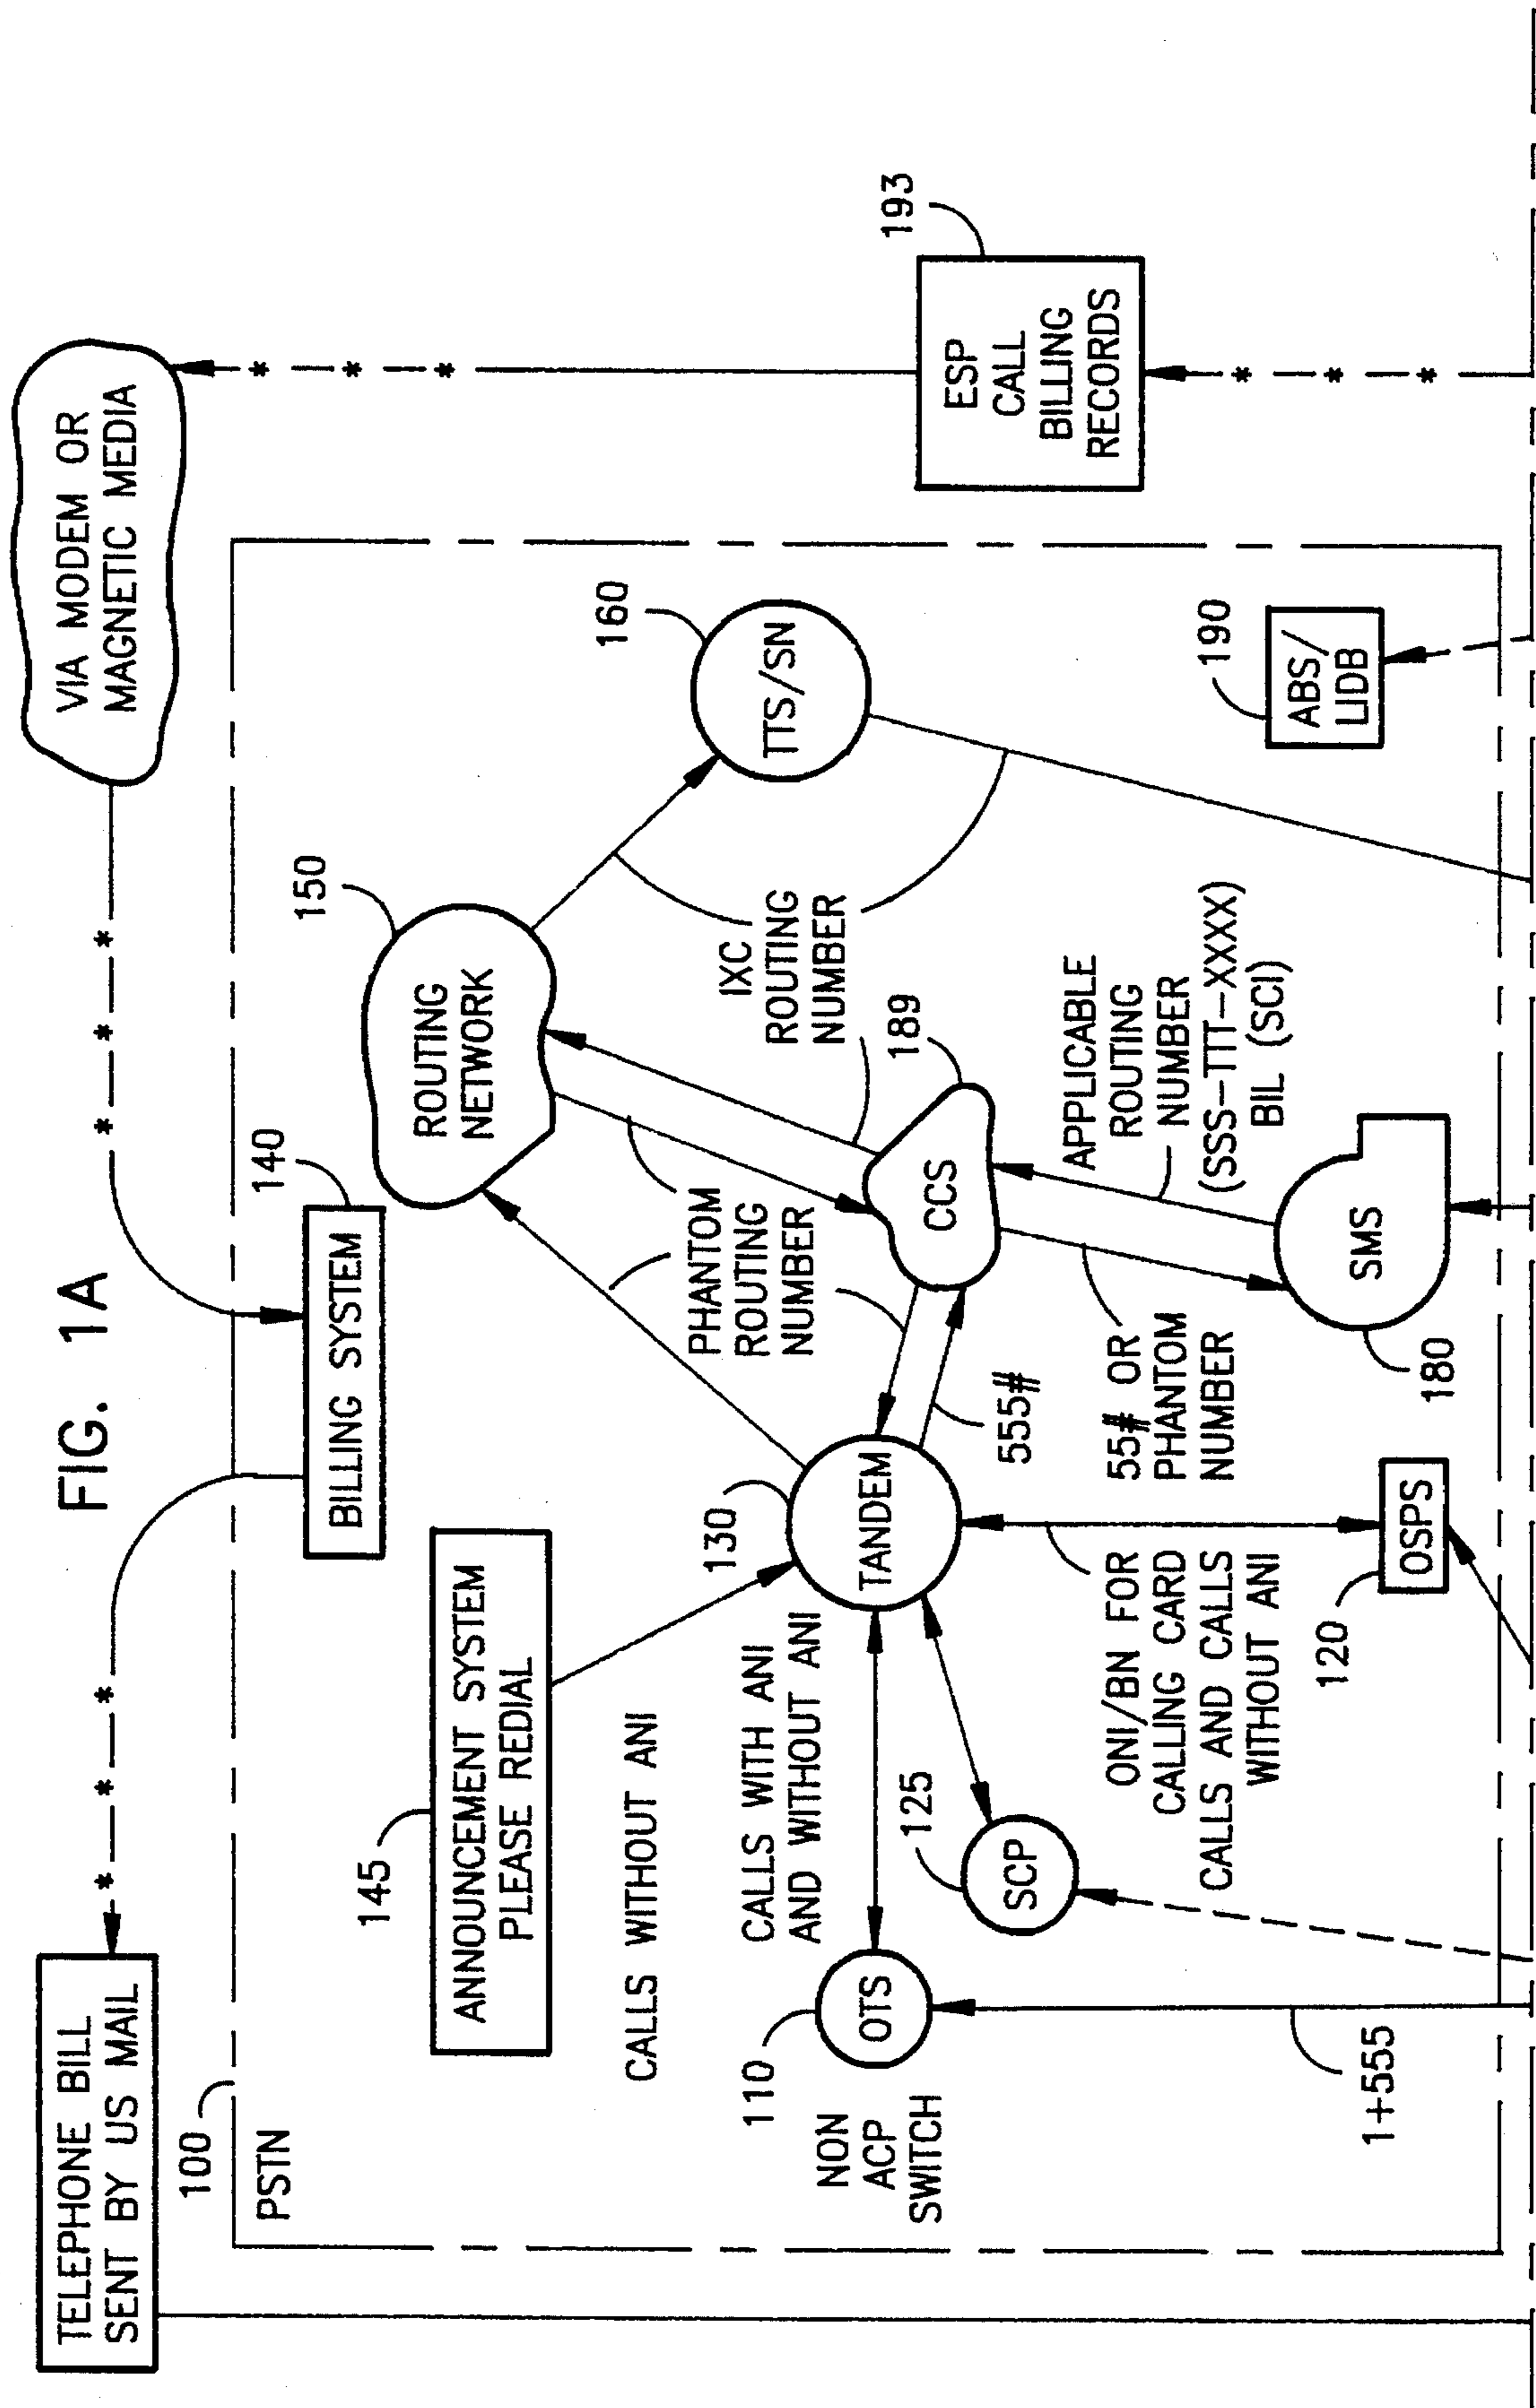 FIG. 1A
TELEPHONE BILL
SENT BY US MAIL
VIA MODEM OR
MAGNETIC MEDIA
*
*
*
*
*
*
100
PSTN
140
BILLING SYSTEM
145
ANNOUNCEMENT SYSTEM
PLEASE REDIAL
150
ROUTING
NETWORK
*
*
*
193
ESP
CALL
BILLING
RECORDS
*
*
*
CALLS WITHOUT ANI
PHANTOM
ROUTING
NUMBER
IXC
ROUTING
NUMBER
160
TTS/SN
110
OTS
NON
ACP
SWITCH
CALLS WITH ANI
AND WITHOUT ANI
130
TANDEM
555#
CCS
189
125
SCP
ONI/BN FOR
CALLING CARD
CALLS AND CALLS
WITHOUT ANI
55# OR
PHANTOM
NUMBER
APPLICABLE
ROUTING
NUMBER
(SSS-TTT-XXXX)
BIL (SCI)
190
ABS/
LIDB
1+555
120
OSPS
180
SMS